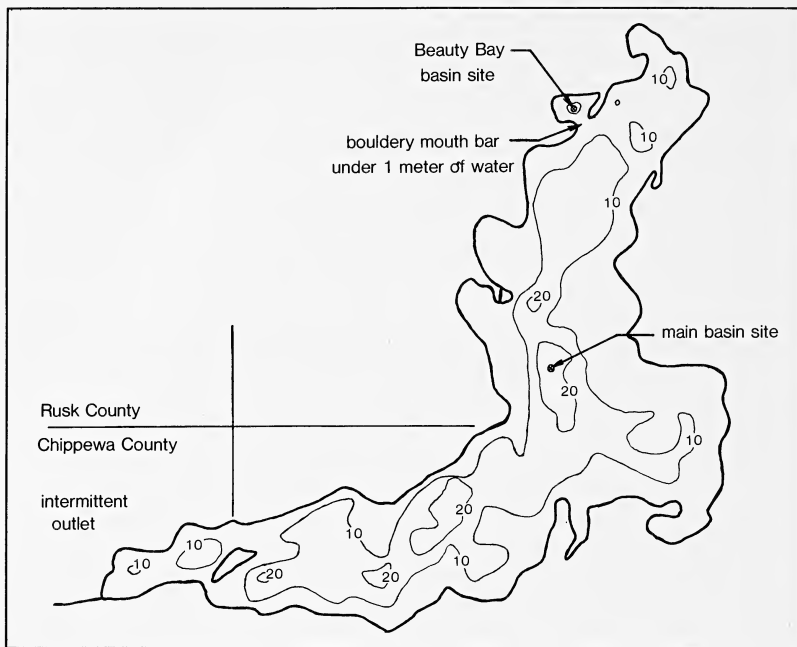 Beauty Bay
basin site
bouldery mouth bar
under 1 meter of water
10
10
10
20
main basin site
20
Rusk County
Chippewa County
10
intermittent
outlet
20
10
10
10
10
20
20